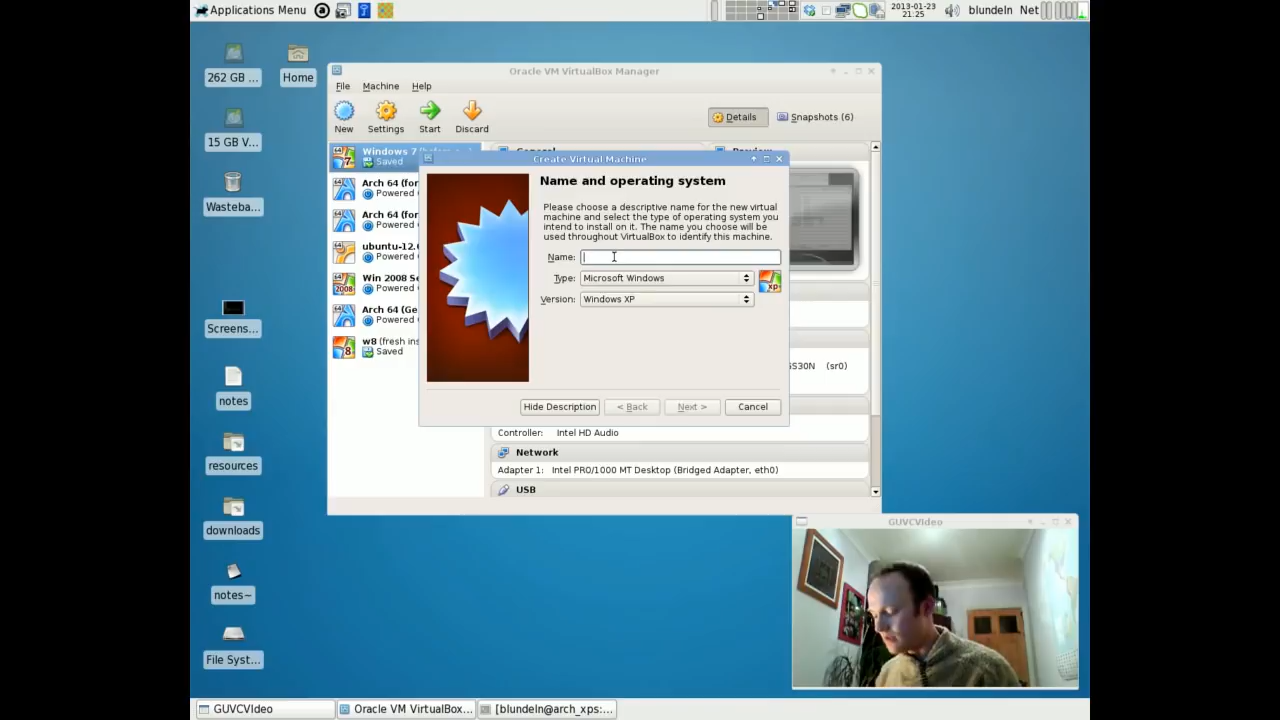 Applications Menu
2013-01-23
21:25
blundeln
Net
262 GB ...
Home
15 GB V...
Wasteba...
Screens...
notes
resources
downloads
notes~
File Syst...
Oracle VM VirtualBox Manager
File Machine Help
New Settings Start Discard
Details Snapshots (6)
Windows 7
Saved
Arch 64 (for
Powered
Arch 64 (for
Powered
ubuntu-12.
Powered
Win 2008 Se
Powered
Arch 64 (Ge
Powered
w8 (fresh ins
Saved
Create Virtual Machine
Name and operating system
Please choose a descriptive name for the new virtual
machine and select the type of operating system you
intend to install on it. The name you choose will be
used throughout VirtualBox to identify this machine.
Name:
Type: Microsoft Windows
Version: Windows XP
Hide Description < Back Next > Cancel
GS30N (sr0)
Controller: Intel HD Audio
Network
Adapter 1: Intel PRO/1000 MT Desktop (Bridged Adapter, eth0)
USB
GUVCVideo
GUVCVideo
Oracle VM VirtualBox...
[blundeln@arch_xps:...